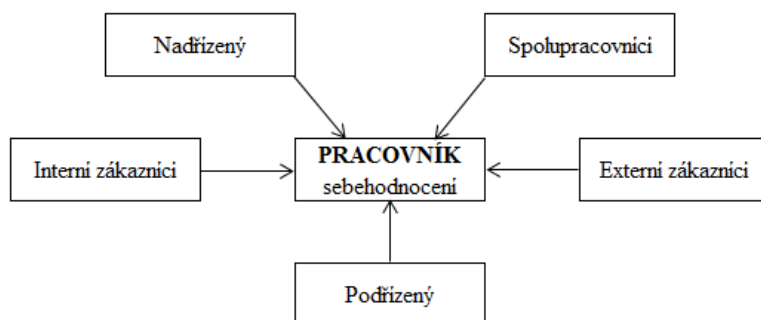 Nadřízený
Spolupracovníci
Interní zákazníci
PRACOVNÍK
sebehodnocení
Externí zákazníci
Podřízený